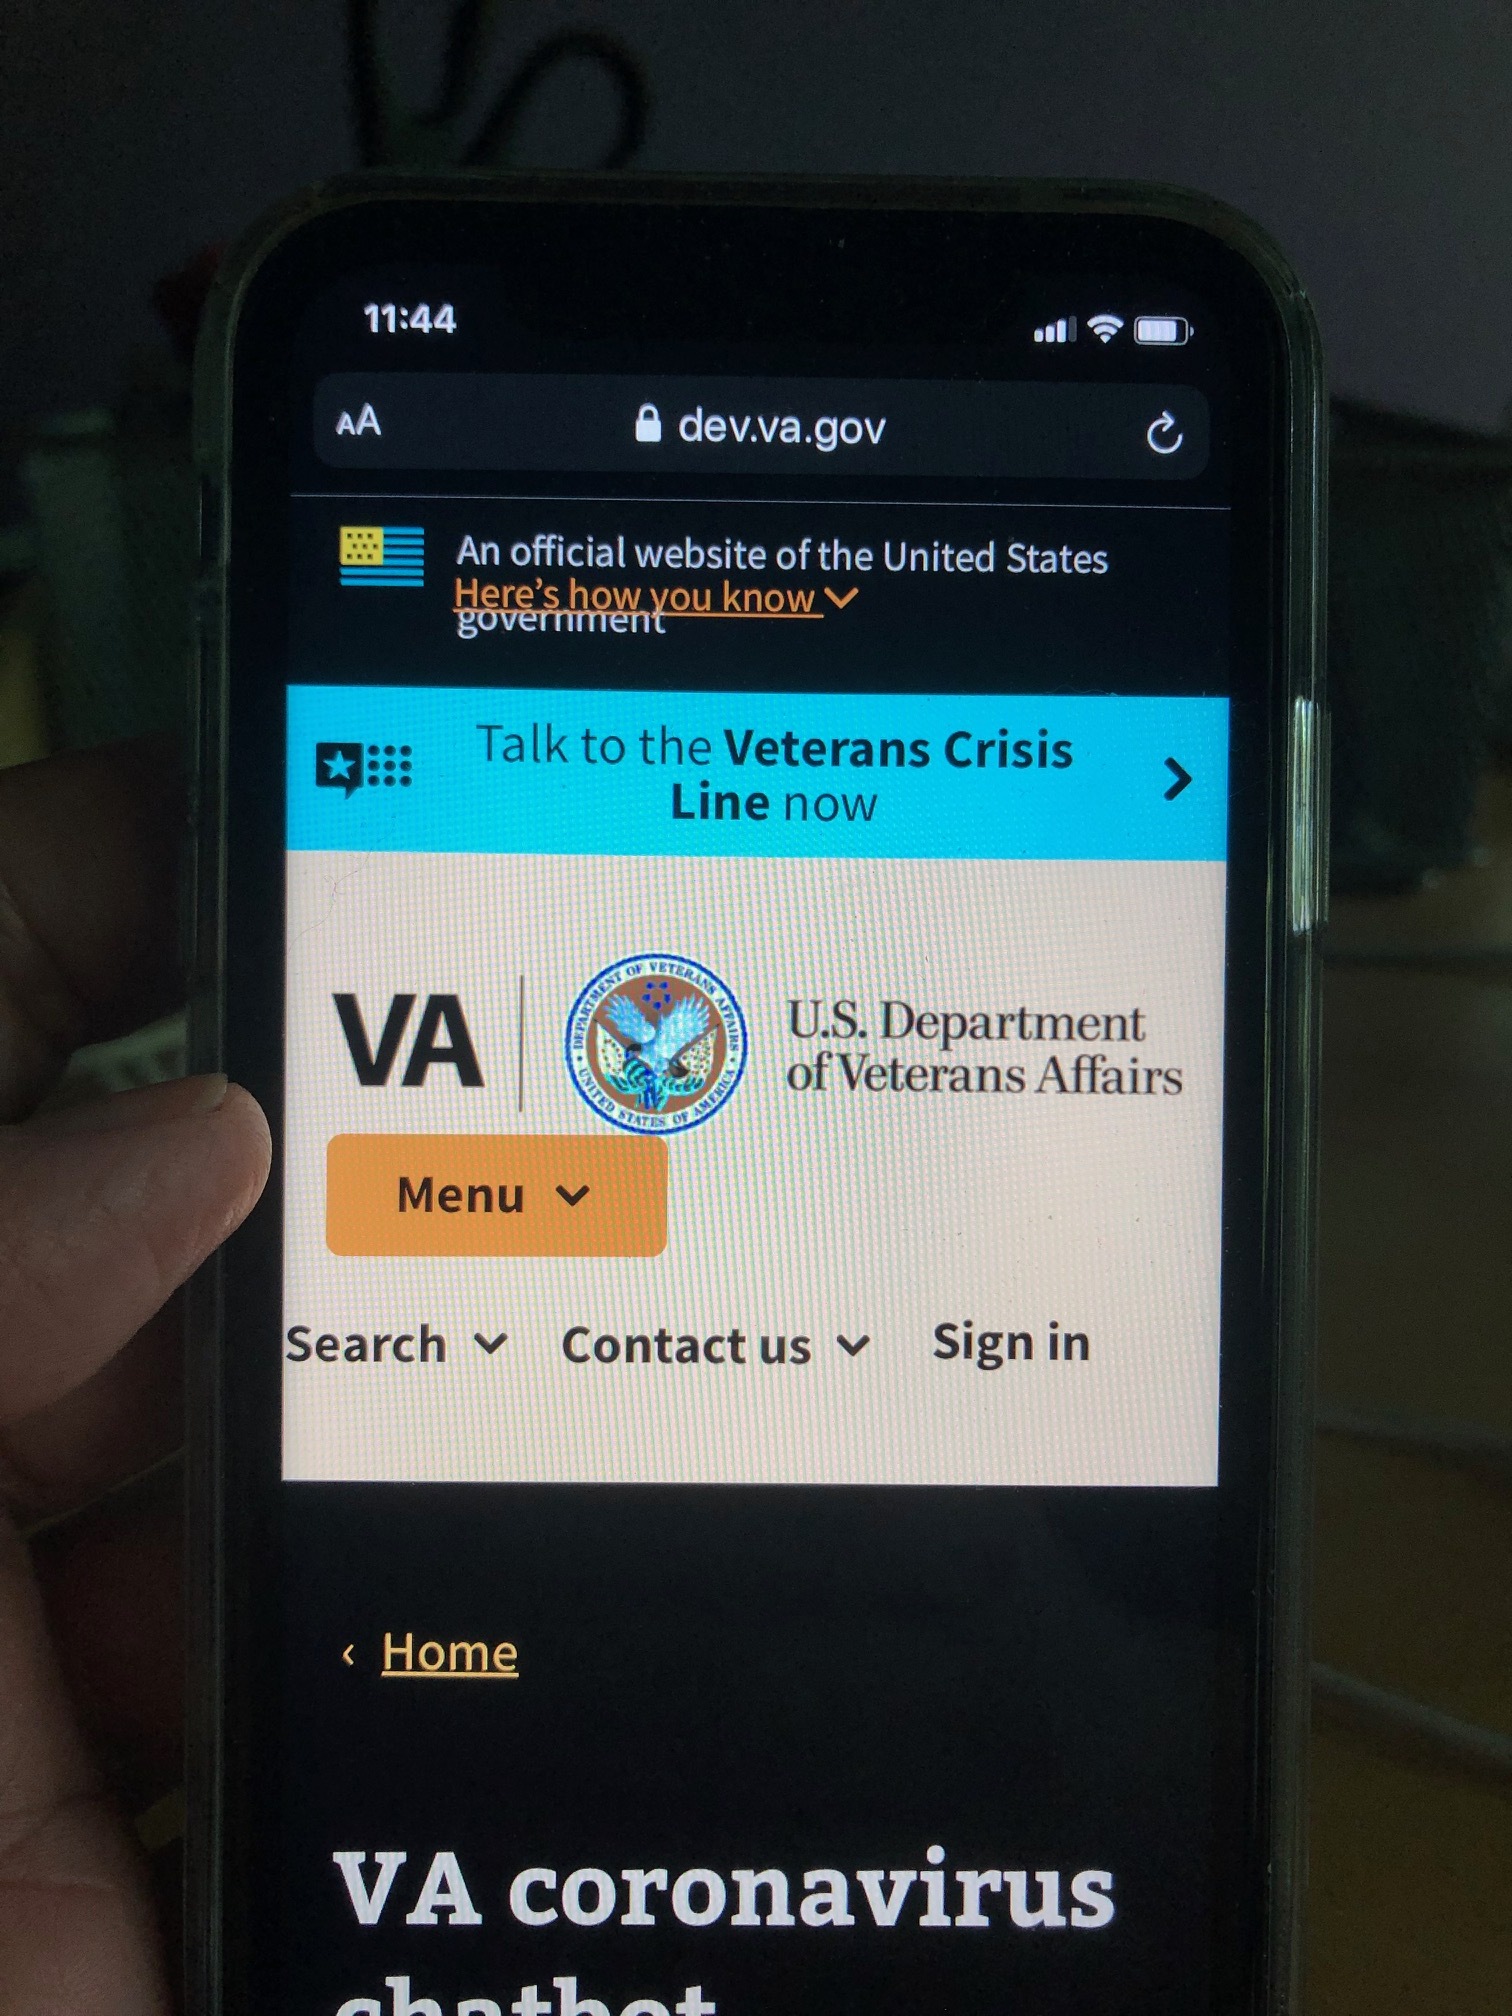 11:44
AA
dev.va.gov
An official website of the United States
Here's how you know
government
Talk to the Veterans Crisis
Line now
VA
DEPARTMENT OF VETERANS AFFAIRS
UNITED STATES OF AMERICA
U.S. Department
of Veterans Affairs
Menu
Search
Contact us
Sign in
‹ Home
VA coronavirus
chatbot